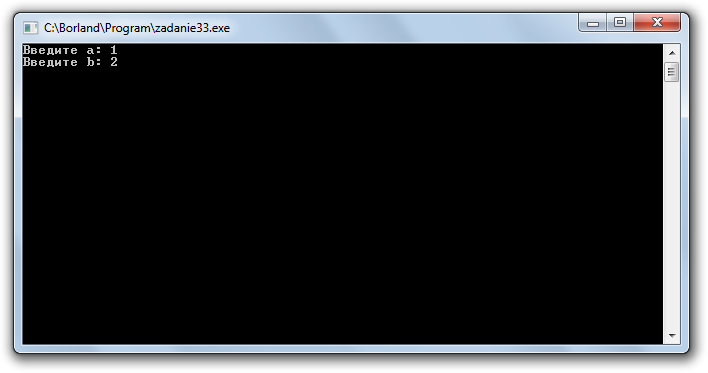 C:\Borland\Program\zadanie33.exe
Введите a: 1
Введите b: 2